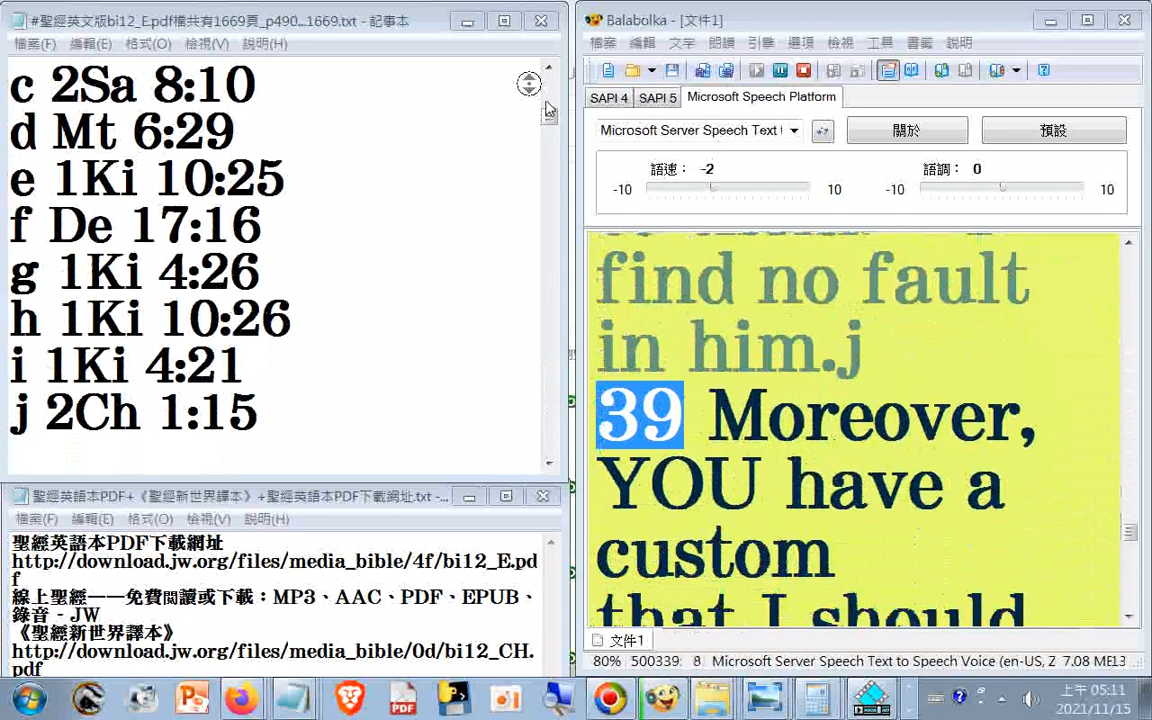 #聖經英文版bi12_E.pdf檔共有1669頁_p490...1669.txt - 記事本
檔案(F) 編輯(E) 格式(O) 檢視(V) 說明(H)
c 2Sa 8:10
d Mt 6:29
e 1Ki 10:25
f De 17:16
g 1Ki 4:26
h 1Ki 10:26
i 1Ki 4:21
j 2Ch 1:15
聖經英語本PDF+《聖經新世界譯本》+聖經英語本PDF下載網址.txt - ...
檔案(F) 編輯(E) 格式(O) 檢視(V) 說明(H)
聖經英語本PDF下載網址
http://download.jw.org/files/media_bible/4f/bi12_E.pd
f
線上聖經——免費閱讀或下載：MP3、AAC、PDF、EPUB、
錄音 - JW
《聖經新世界譯本》
http://download.jw.org/files/media_bible/0d/bi12_CH.
pdf
Balabolka - [文件1]
檔案 編輯 文字 朗讀 引擎 選項 檢視 工具 書籤 說明
SAPI 4 SAPI 5 Microsoft Speech Platform
Microsoft Server Speech Text 關於 預設
語速： -2 語調： 0
-10 10 -10 10
find no fault
in him.j
39 Moreover,
YOU have a
custom
that I should
文件1
80% 500339: 8 Microsoft Server Speech Text to Speech Voice (en-US, Z 7.08 ME13
上午 05:11
2021/11/15